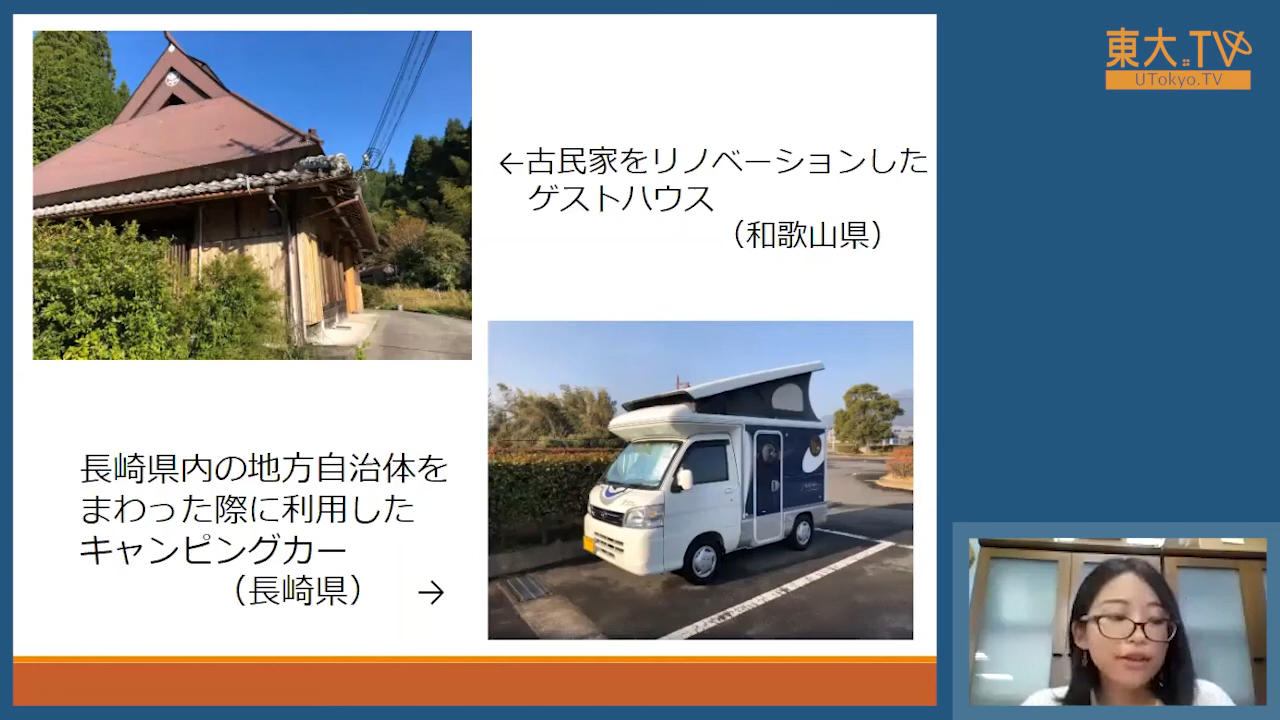 東大.TV
UTokyo.TV
←古民家をリノベーションした
ゲストハウス
（和歌山県）
長崎県内の地方自治体を
まわった際に利用した
キャンピングカー
（長崎県） →